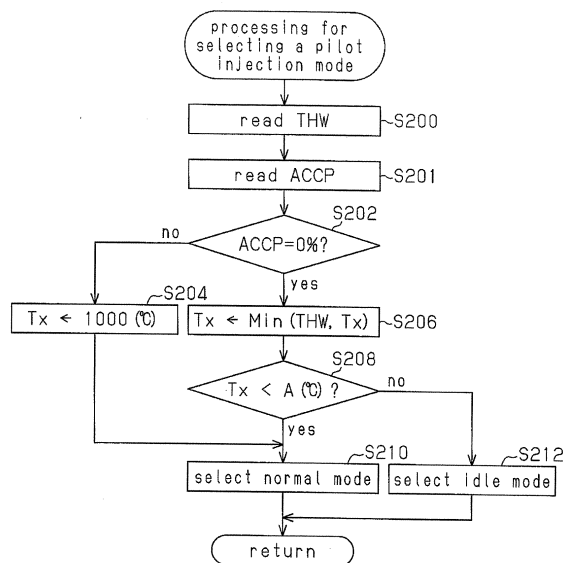 processing for
selecting a pilot
injection mode
read THW
S200
read ACCP
S201
S202
ACCP=0%?
no
yes
S204
Tx ← 1000 (℃)
Tx ← Min (THW, Tx)
S206
S208
Tx < A (℃) ?
no
yes
S210
select normal mode
S212
select idle mode
return